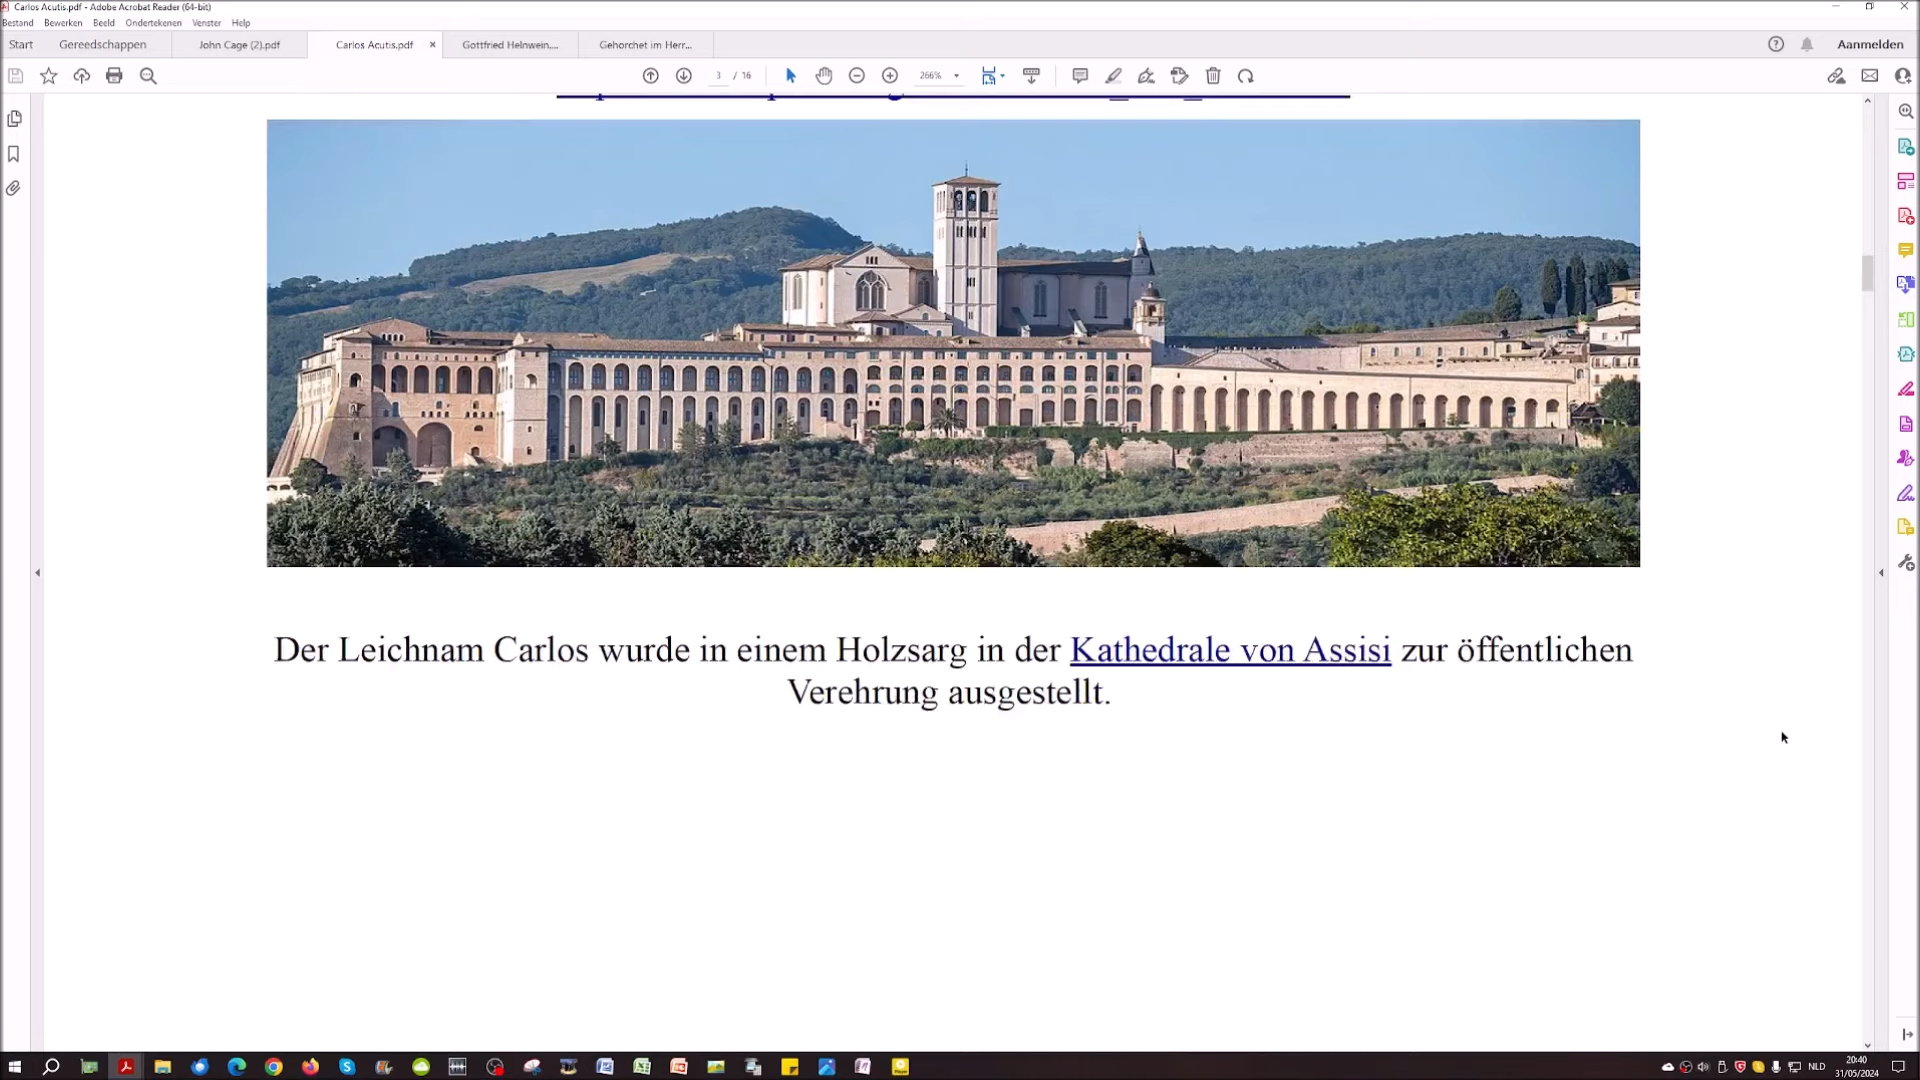 Carlos Acutis.pdf - Adobe Acrobat Reader (64-bit)
Bestand Bewerken Beeld Ondertekenen Venster Help
Start Gereedschappen John Cage (2).pdf Carlos Acutis.pdf × Gottfried Helnwein,... Gehorchet im Herr... Aanmelden
3 / 16 266%
Der Leichnam Carlos wurde in einem Holzsarg in der Kathedrale von Assisi zur öffentlichen
Verehrung ausgestellt.
NLD
20:40
31/05/2024